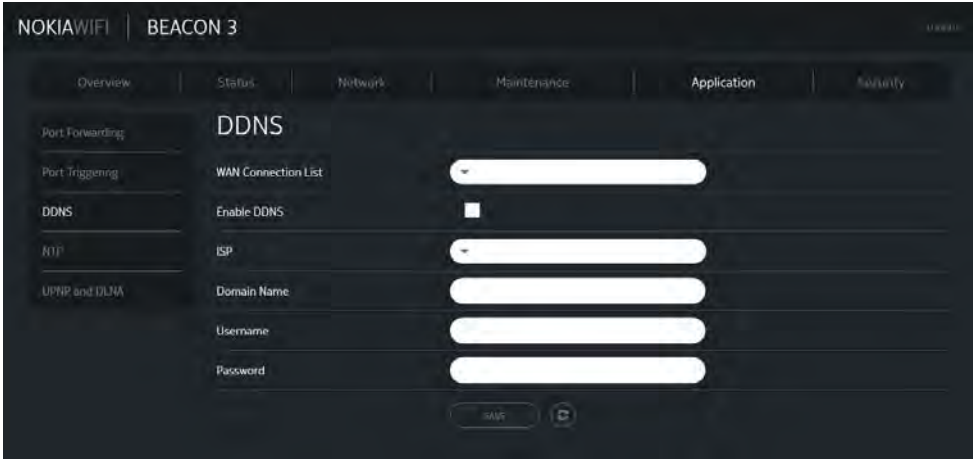 NOKIAWIFI | BEACON 3
Overview Status Network Maintenance Application Security
Port Forwarding
Port Triggering
DDNS
NTP
UPNP and DLNA
DDNS
WAN Connection List
Enable DDNS
ISP
Domain Name
Username
Password
SAVE